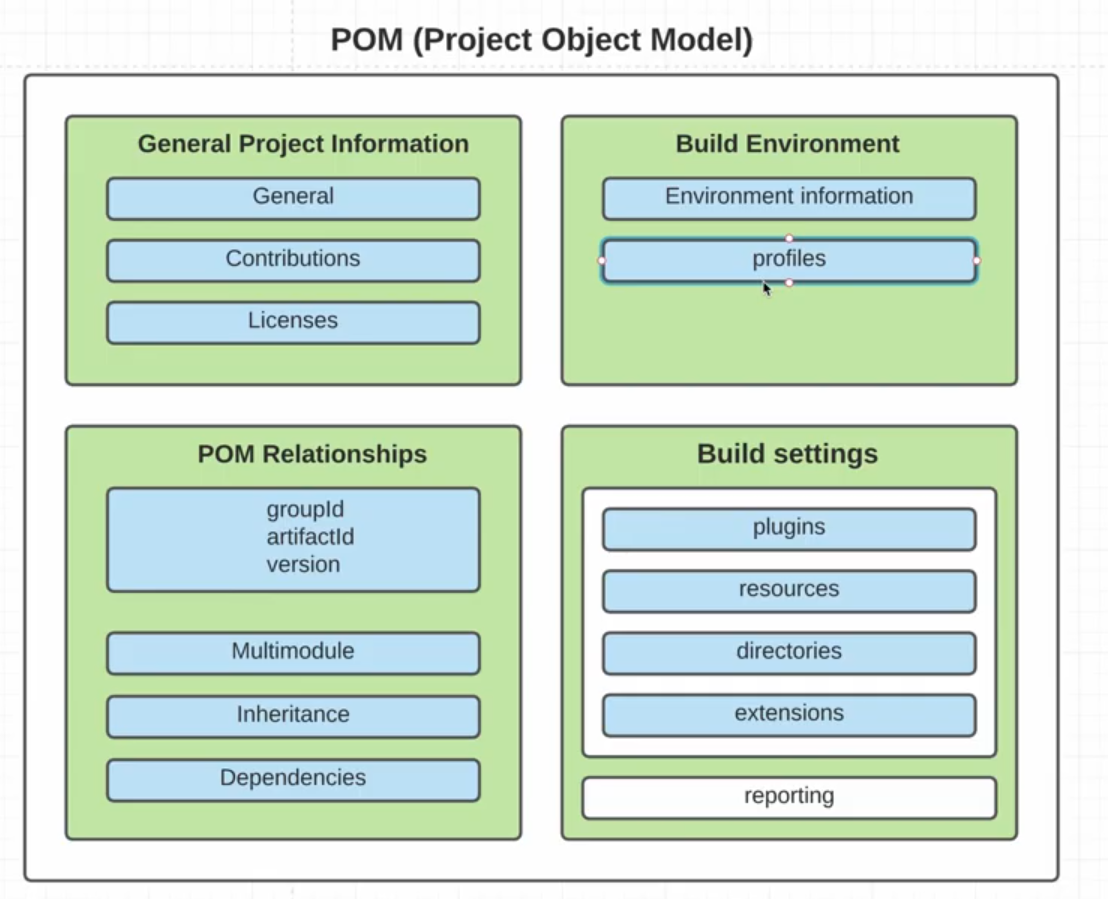 POM (Project Object Model)
General Project Information
General
Contributions
Licenses
Build Environment
Environment information
profiles
POM Relationships
groupId
artifactId
version
Multimodule
Inheritance
Dependencies
Build settings
plugins
resources
directories
extensions
reporting